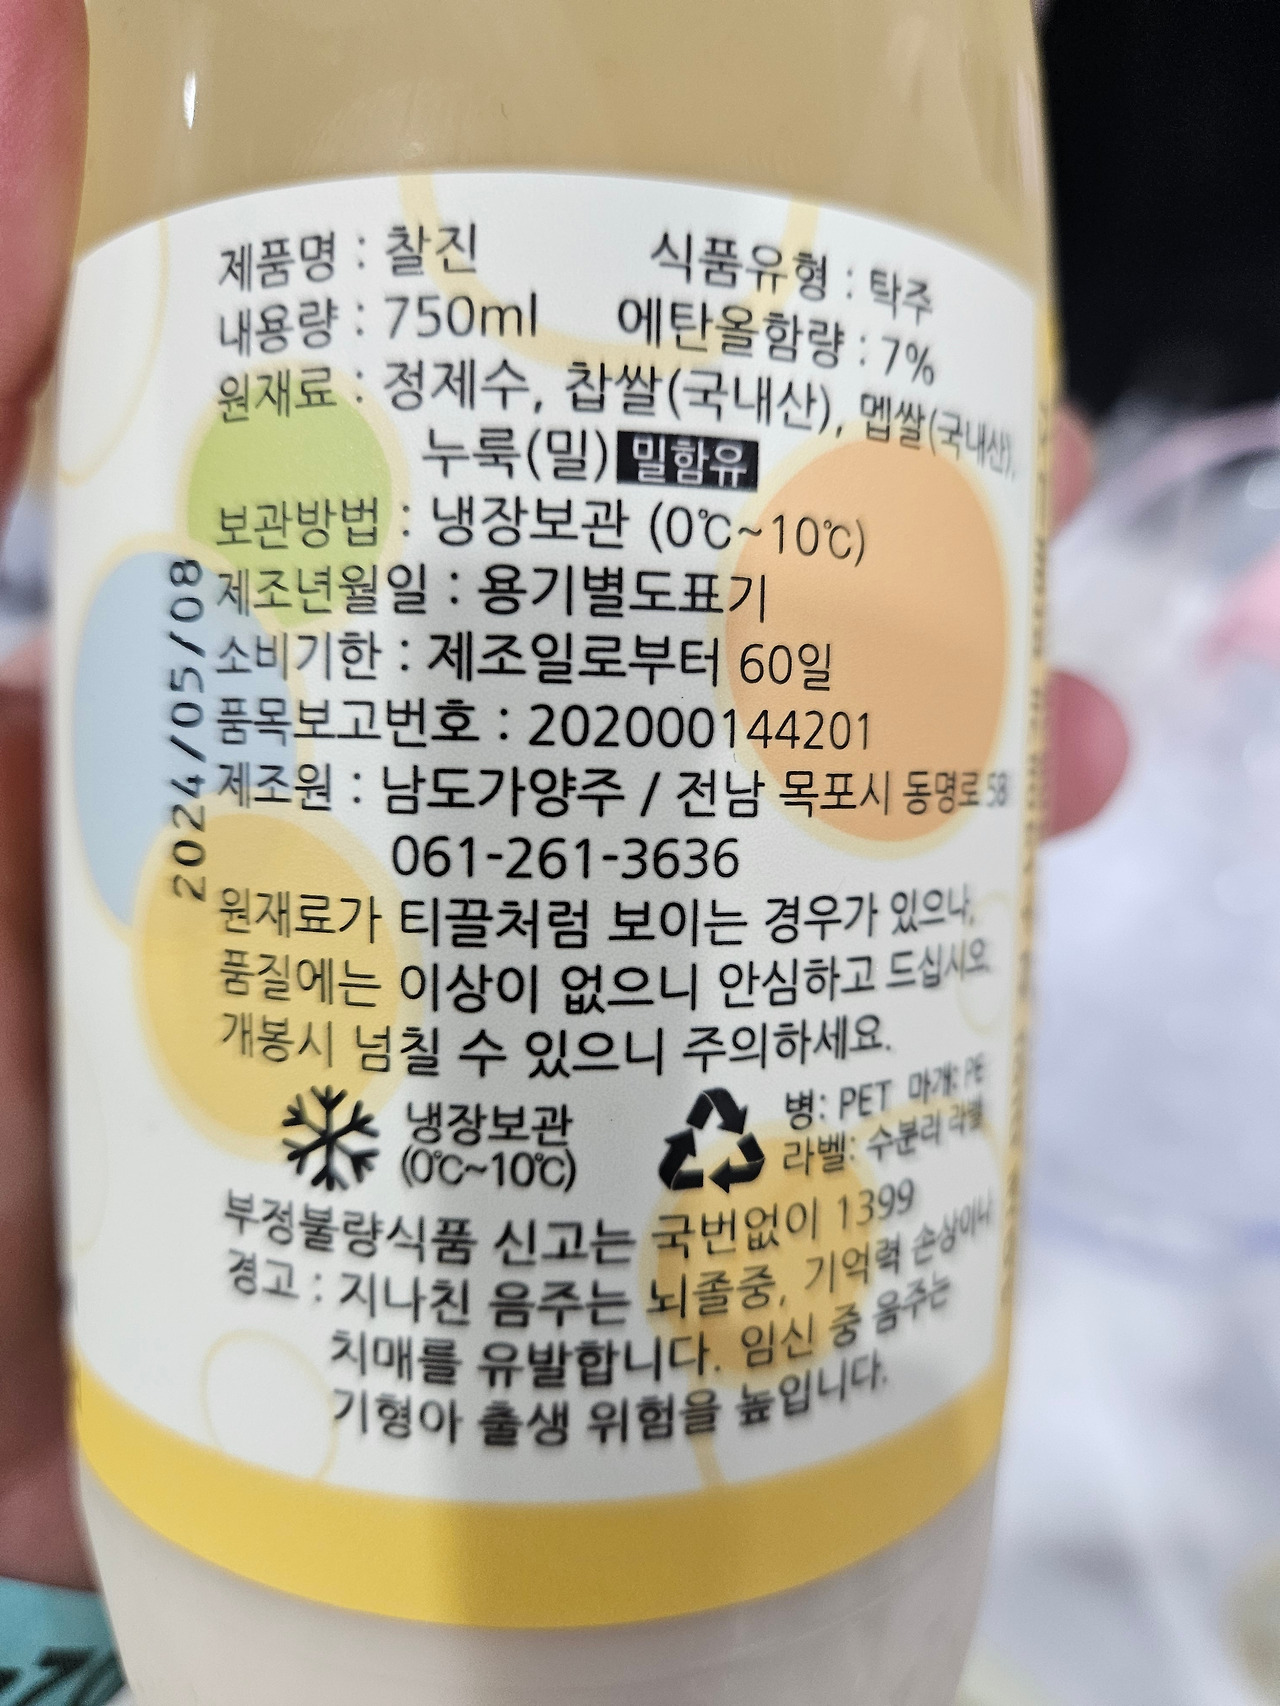 제품명 : 찰진 식품유형 : 탁주
내용량 : 750ml 에탄올함량 : 7%
원재료 : 정제수, 찹쌀(국내산), 멥쌀(국내산),
누룩(밀) 밀함유
보관방법 : 냉장보관 (0℃~10℃)
제조년월일 : 용기별도표기
소비기한 : 제조일로부터 60일
품목보고번호 : 202000144201
제조원 : 남도가양주 / 전남 목포시 동명로 58
061-261-3636
원재료가 티끌처럼 보이는 경우가 있으나,
품질에는 이상이 없으니 안심하고 드십시오.
개봉시 넘칠 수 있으니 주의하세요.
냉장보관
(0℃~10℃)
병: PET 마개: PE
라벨: 수분리 라벨
부정불량식품 신고는 국번없이 1399
경고 : 지나친 음주는 뇌졸중, 기억력 손상이나
치매를 유발합니다. 임신 중 음주는
기형아 출생 위험을 높입니다.
2024/05/08